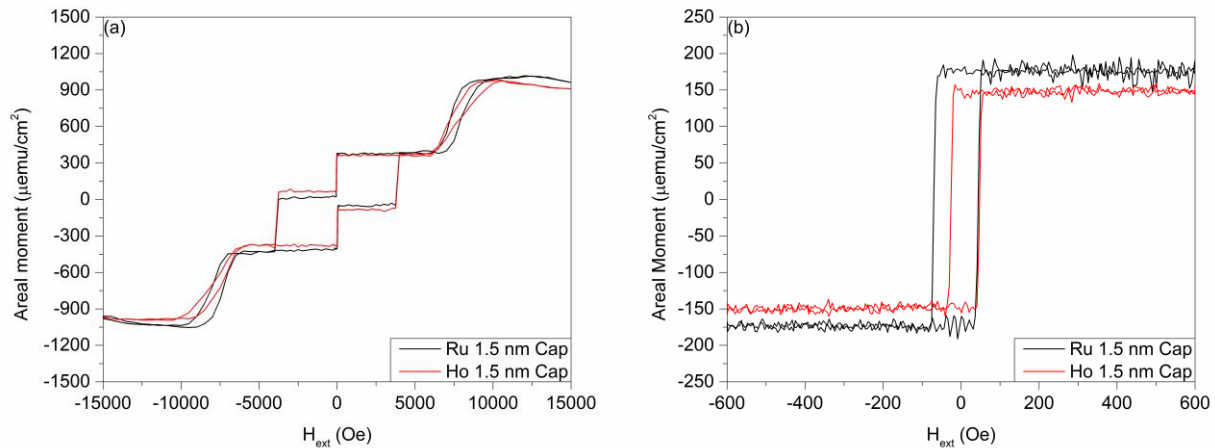 (a)
1500
1200
900
600
300
0
-300
-600
-900
-1200
-1500
Areal moment (μemu/cm²)
-15000 -10000 -5000 0 5000 10000 15000
H_ext (Oe)
Ru 1.5 nm Cap
Ho 1.5 nm Cap
(b)
250
200
150
100
50
0
-50
-100
-150
-200
-250
Areal Moment (μemu/cm²)
-600 -400 -200 0 200 400 600
H_ext (Oe)
Ru 1.5 nm Cap
Ho 1.5 nm Cap